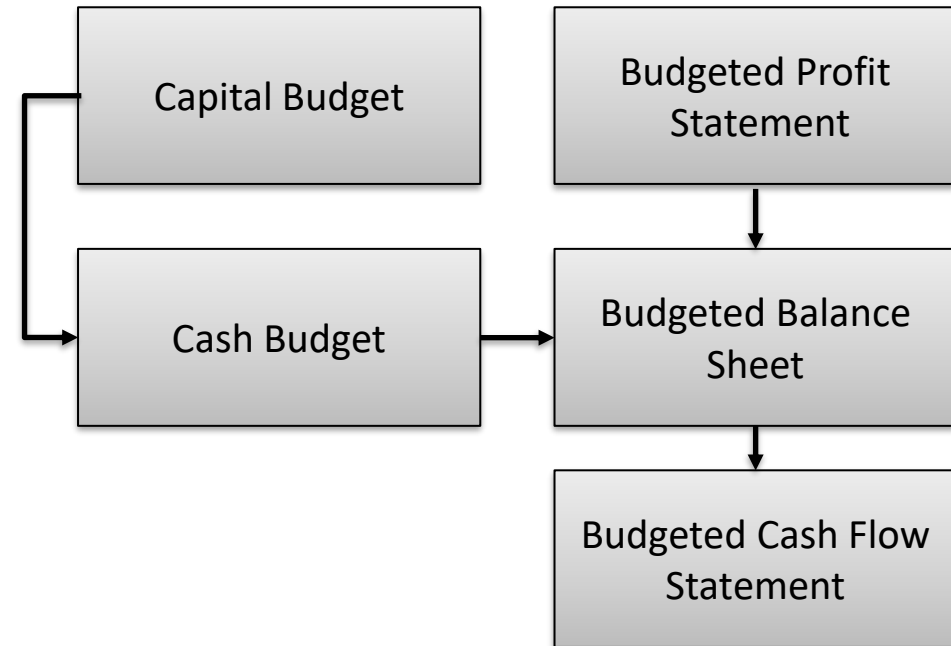 Capital Budget
Budgeted Profit
Statement
Cash Budget
Budgeted Balance
Sheet
Budgeted Cash Flow
Statement